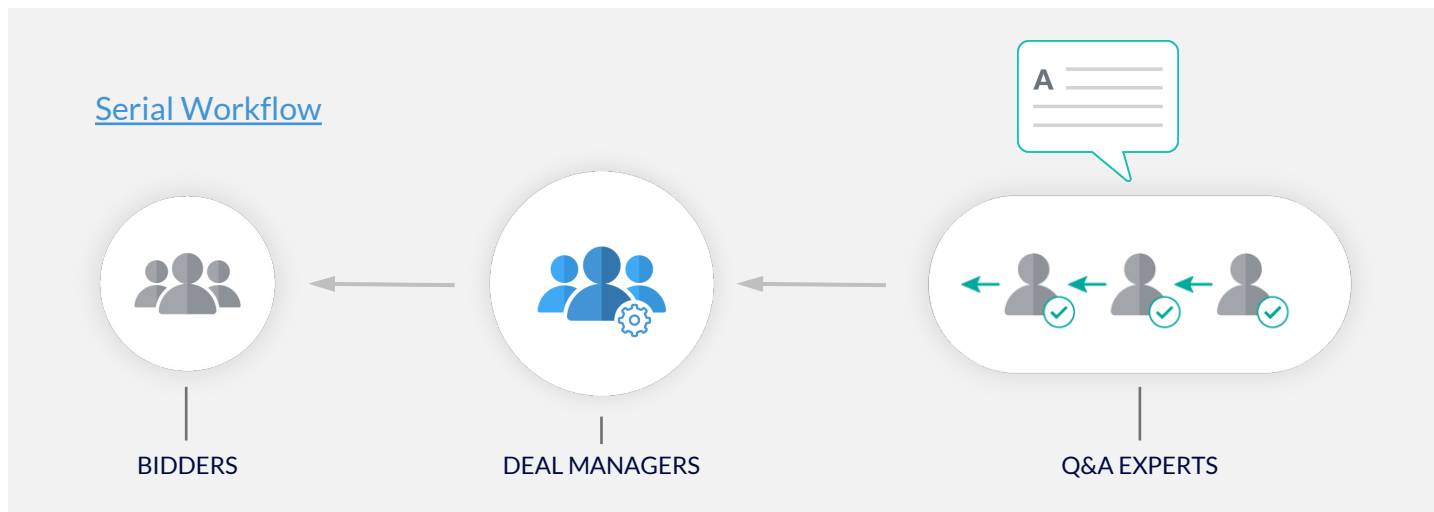 Serial Workflow
A
BIDDERS
DEAL MANAGERS
Q&A EXPERTS